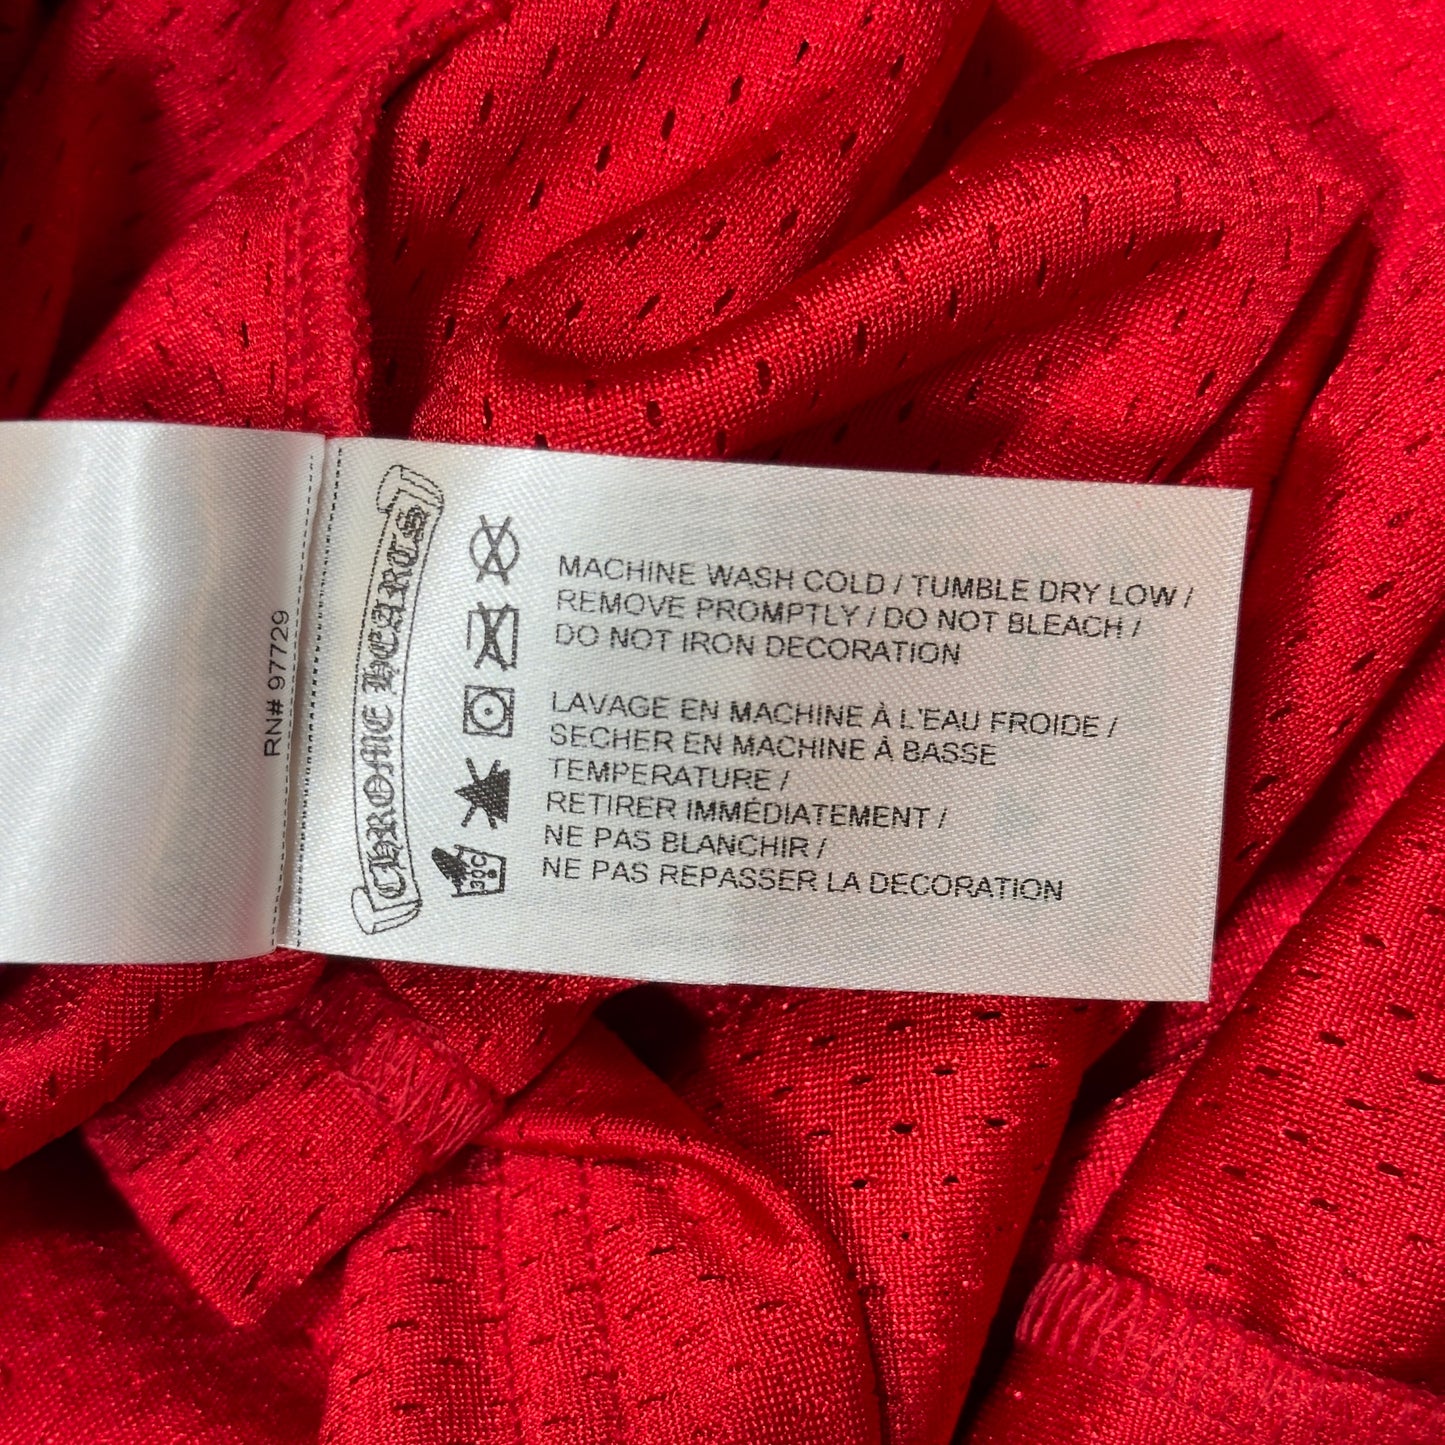 RN# 97729
CHROME HEARTS
MACHINE WASH COLD / TUMBLE DRY LOW /
REMOVE PROMPTLY / DO NOT BLEACH /
DO NOT IRON DECORATION
LAVAGE EN MACHINE À L'EAU FROIDE /
SECHER EN MACHINE À BASSE
TEMPERATURE /
RETIRER IMMÉDIATEMENT /
NE PAS BLANCHIR /
NE PAS REPASSER LA DECORATION
30C